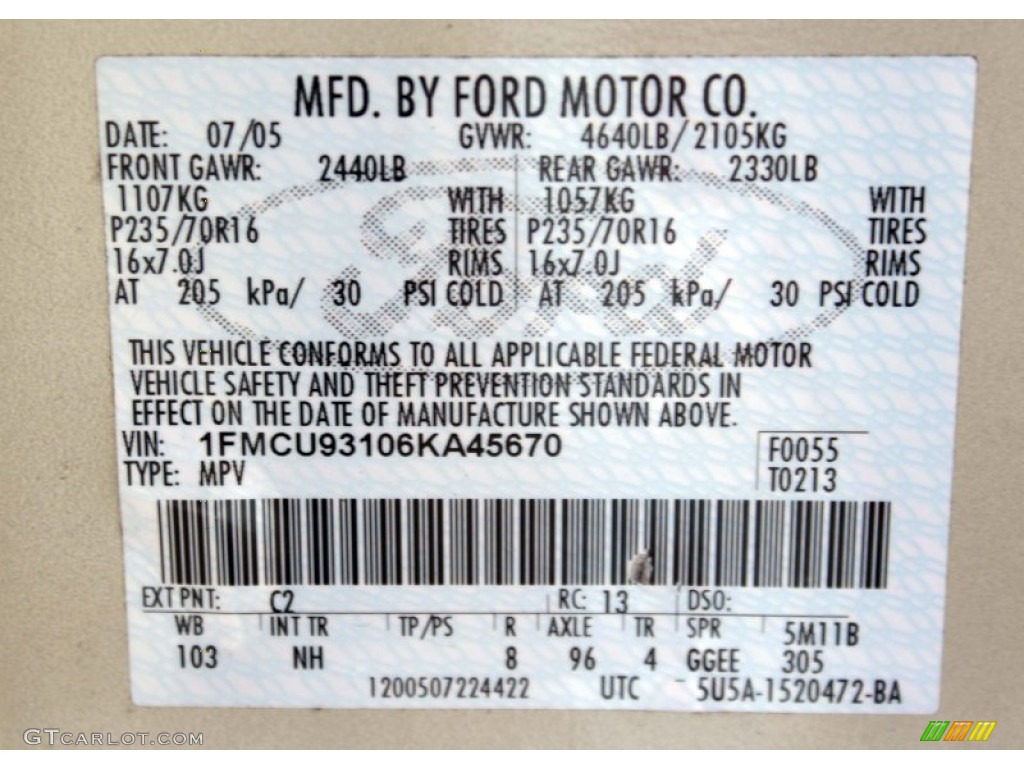 MFD. BY FORD MOTOR CO.
DATE: 07/05 GVWR: 4640LB/2105KG
FRONT GAWR: 2440LB REAR GAWR: 2330LB
1107KG WITH 1057KG WITH
P235/70R16 TIRES P235/70R16 TIRES
16x7.0J RIMS 16x7.0J RIMS
AT 205 kPa/ 30 PSI COLD AT 205 kPa/ 30 PSI COLD
Ford
THIS VEHICLE CONFORMS TO ALL APPLICABLE FEDERAL MOTOR
VEHICLE SAFETY AND THEFT PREVENTION STANDARDS IN
EFFECT ON THE DATE OF MANUFACTURE SHOWN ABOVE.
VIN: 1FMCU93106KA45670 F0055
TYPE: MPV T0213
EXT PNT: C2 RC: 13 DSO:
WB INT TR TP/PS R AXLE TR SPR 5M11B
103 NH 8 96 4 GGEE 305
1200507224422 UTC 5U5A-1520472-BA
GTCARLOT.COM